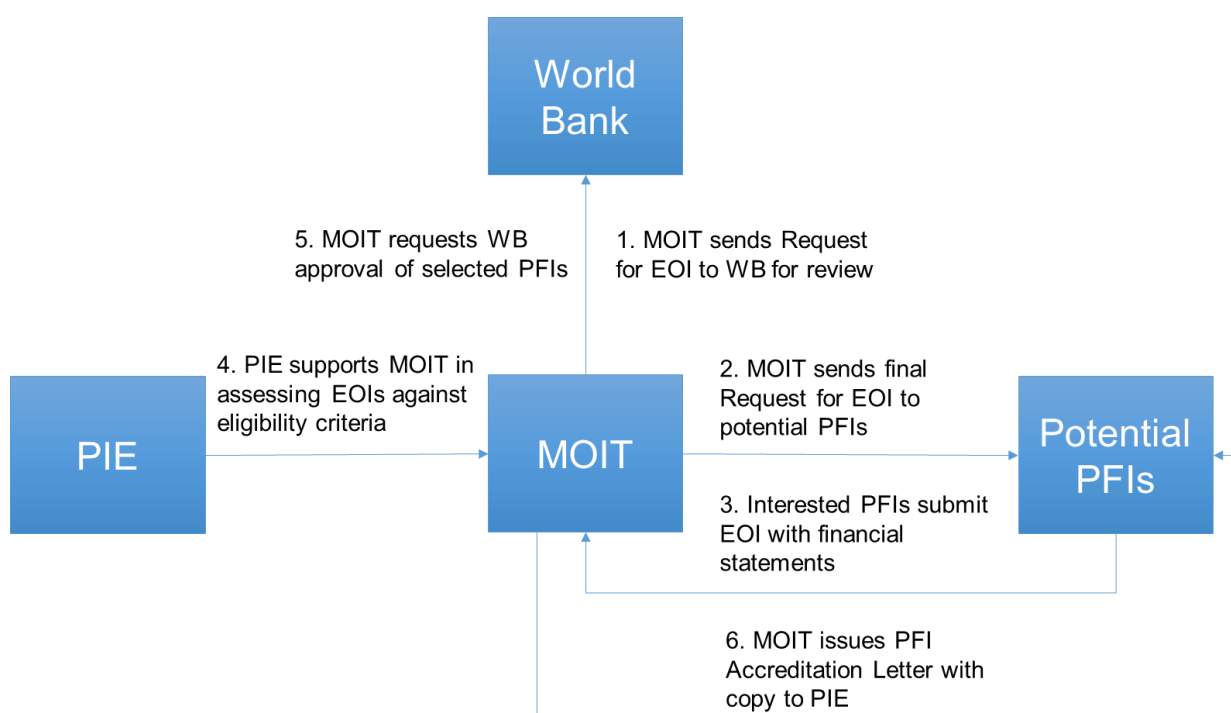 World
Bank
5. MOIT requests WB
approval of selected PFIs
1. MOIT sends Request
for EOI to WB for review
4. PIE supports MOIT in
assessing EOIs against
eligibility criteria
2. MOIT sends final
Request for EOI to
potential PFIs
PIE
MOIT
Potential
PFIs
3. Interested PFIs submit
EOI with financial
statements
6. MOIT issues PFI
Accreditation Letter with
copy to PIE